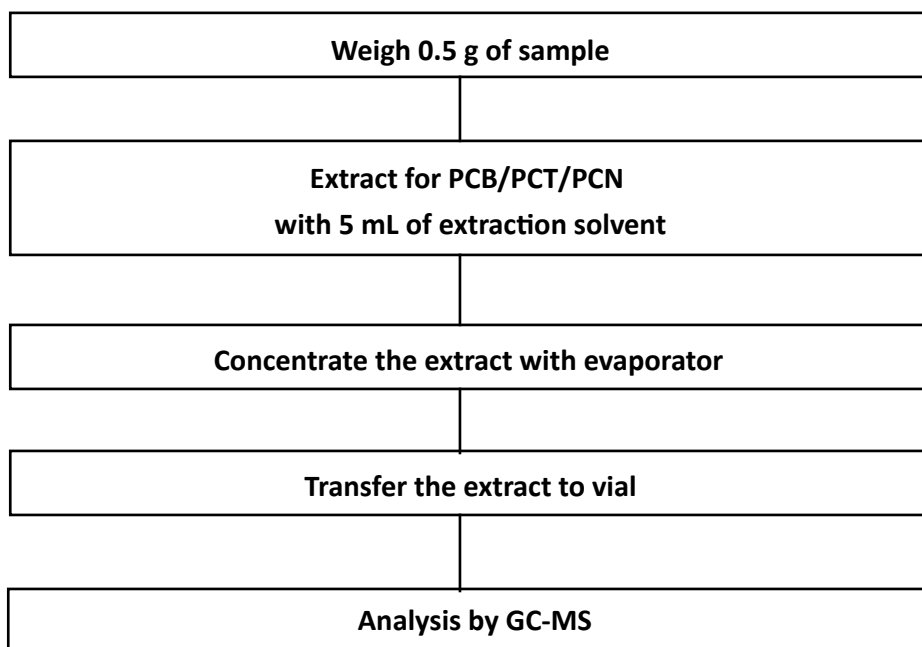 Weigh 0.5 g of sample
Extract for PCB/PCT/PCN
with 5 mL of extraction solvent
Concentrate the extract with evaporator
Transfer the extract to vial
Analysis by GC-MS